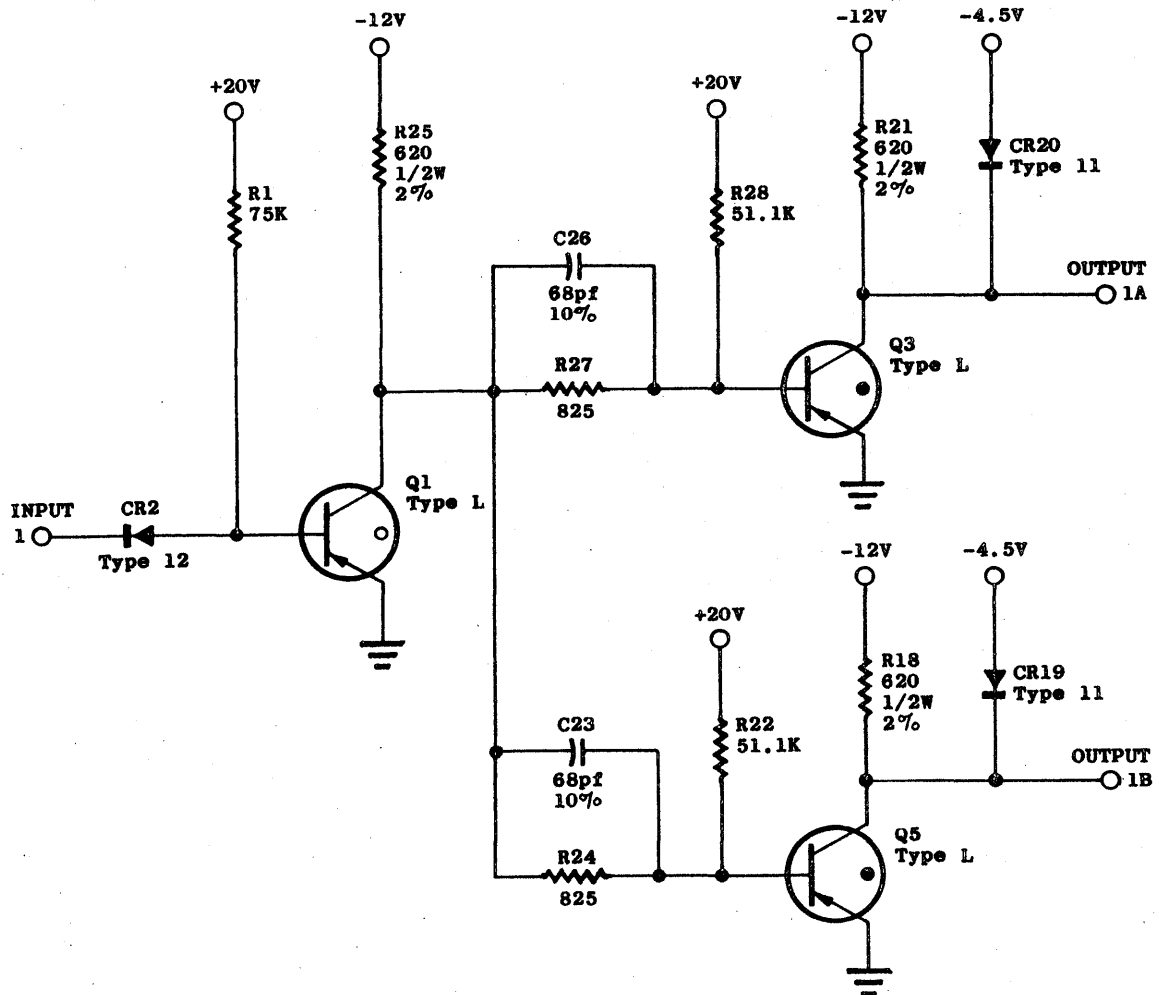 -12V
-12V
-4.5V
+20V
+20V
R25
620
1/2W
2%
R21
620
1/2W
2%
CR20
Type 11
R1
75K
R28
51.1K
C26
68pf
10%
OUTPUT
1A
R27
825
Q3
Type L
Q1
Type L
INPUT
1
CR2
Type 12
-12V
-4.5V
+20V
R18
620
1/2W
2%
CR19
Type 11
C23
68pf
10%
R22
51.1K
OUTPUT
1B
R24
825
Q5
Type L